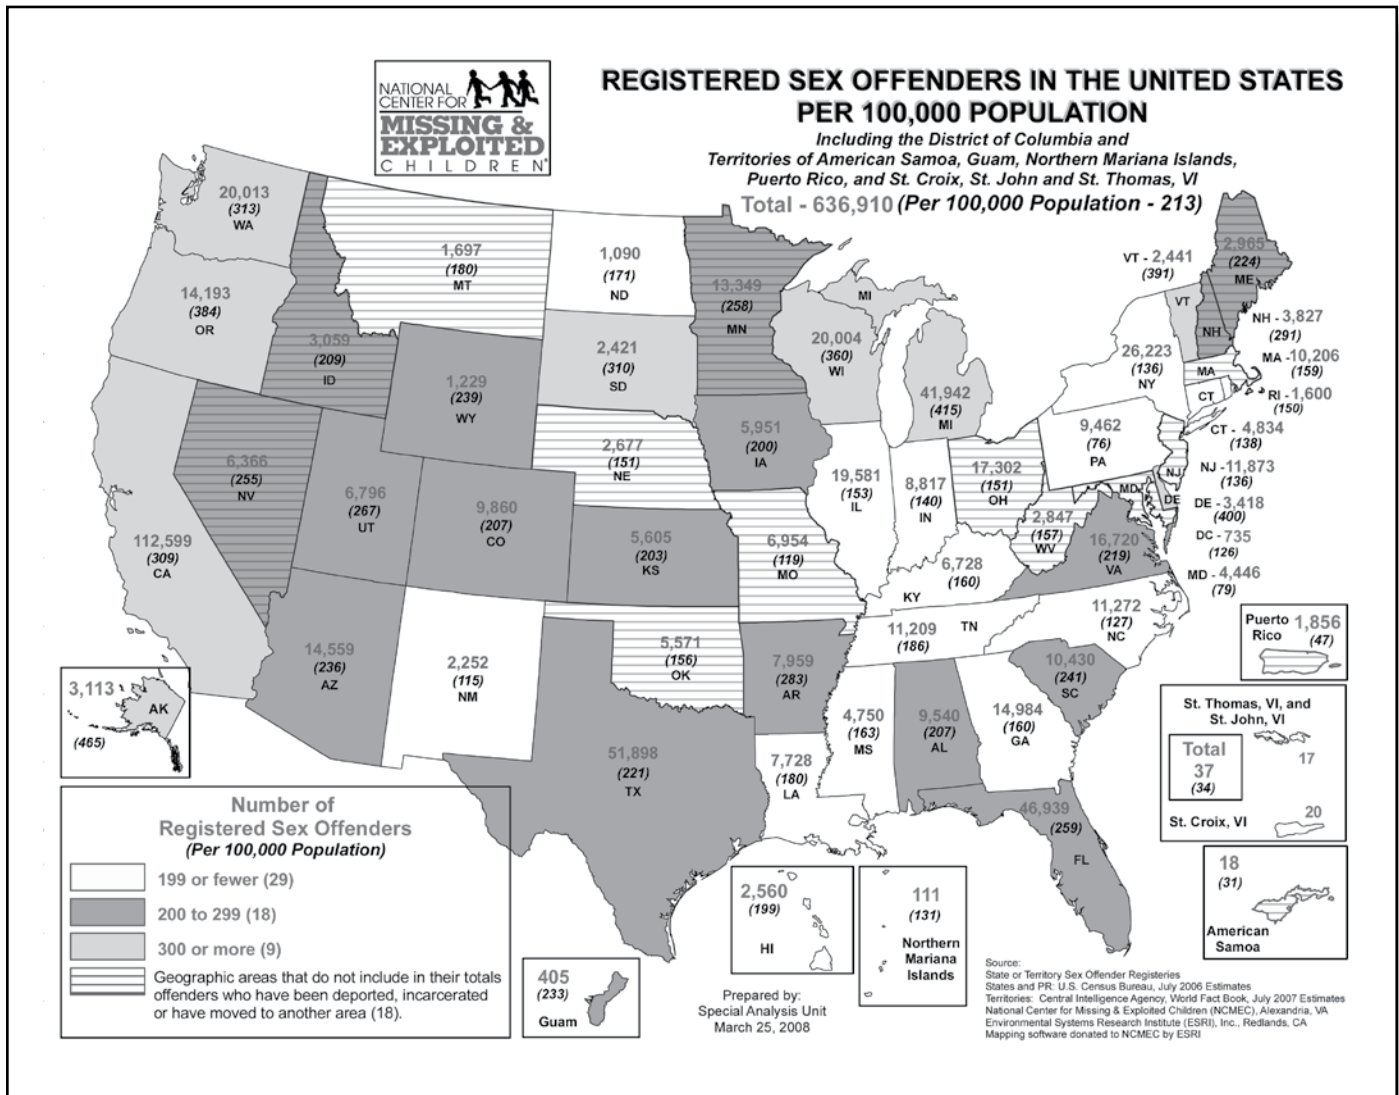 NATIONAL
CENTER FOR
MISSING &
EXPLOITED
CHILDREN®
REGISTERED SEX OFFENDERS IN THE UNITED STATES
PER 100,000 POPULATION
Including the District of Columbia and
Territories of American Samoa, Guam, Northern Mariana Islands,
Puerto Rico, and St. Croix, St. John and St. Thomas, VI
Total - 636,910 (Per 100,000 Population - 213)
20,013
(313)
WA
14,193
(384)
OR
3,059
(209)
ID
1,697
(180)
MT
1,090
(171)
ND
13,349
(258)
MN
2,421
(310)
SD
1,229
(239)
WY
20,004
(360)
WI
MI
41,942
(415)
MI
26,223
(136)
NY
VT - 2,441
(391)
VT
2,965
(224)
ME
NH
NH - 3,827
(291)
MA
MA -10,206
(159)
RI - 1,600
(150)
CT
CT - 4,834
(138)
NJ
NJ -11,873
(136)
DE
DE - 3,418
(400)
DC - 735
(126)
MD
MD - 4,446
(79)
9,462
(76)
PA
6,366
(255)
NV
6,796
(267)
UT
9,860
(207)
CO
2,677
(151)
NE
5,951
(200)
IA
19,581
(153)
IL
8,817
(140)
IN
17,302
(151)
OH
2,847
(157)
WV
16,720
(219)
VA
112,599
(309)
CA
5,605
(203)
KS
6,954
(119)
MO
6,728
(160)
KY
11,209
(186)
TN
11,272
(127)
NC
14,559
(236)
AZ
2,252
(115)
NM
5,571
(156)
OK
7,959
(283)
AR
10,430
(241)
SC
51,898
(221)
TX
7,728
(180)
LA
4,750
(163)
MS
9,540
(207)
AL
14,984
(160)
GA
46,939
(259)
FL
3,113
AK
(465)
Puerto
Rico
1,856
(47)
St. Thomas, VI, and
St. John, VI
Total
37
(34)
17
20
St. Croix, VI
18
(31)
American
Samoa
2,560
(199)
HI
111
(131)
Northern
Mariana
Islands
405
(233)
Guam
Number of
Registered Sex Offenders
(Per 100,000 Population)
199 or fewer (29)
200 to 299 (18)
300 or more (9)
Geographic areas that do not include in their totals
offenders who have been deported, incarcerated
or have moved to another area (18).
Prepared by:
Special Analysis Unit
March 25, 2008
Source:
State or Territory Sex Offender Registeries
States and PR: U.S. Census Bureau, July 2006 Estimates
Territories: Central Intelligence Agency, World Fact Book, July 2007 Estimates
National Center for Missing & Exploited Children (NCMEC), Alexandria, VA
Environmental Systems Research Institute (ESRI), Inc., Redlands, CA
Mapping software donated to NCMEC by ESRI